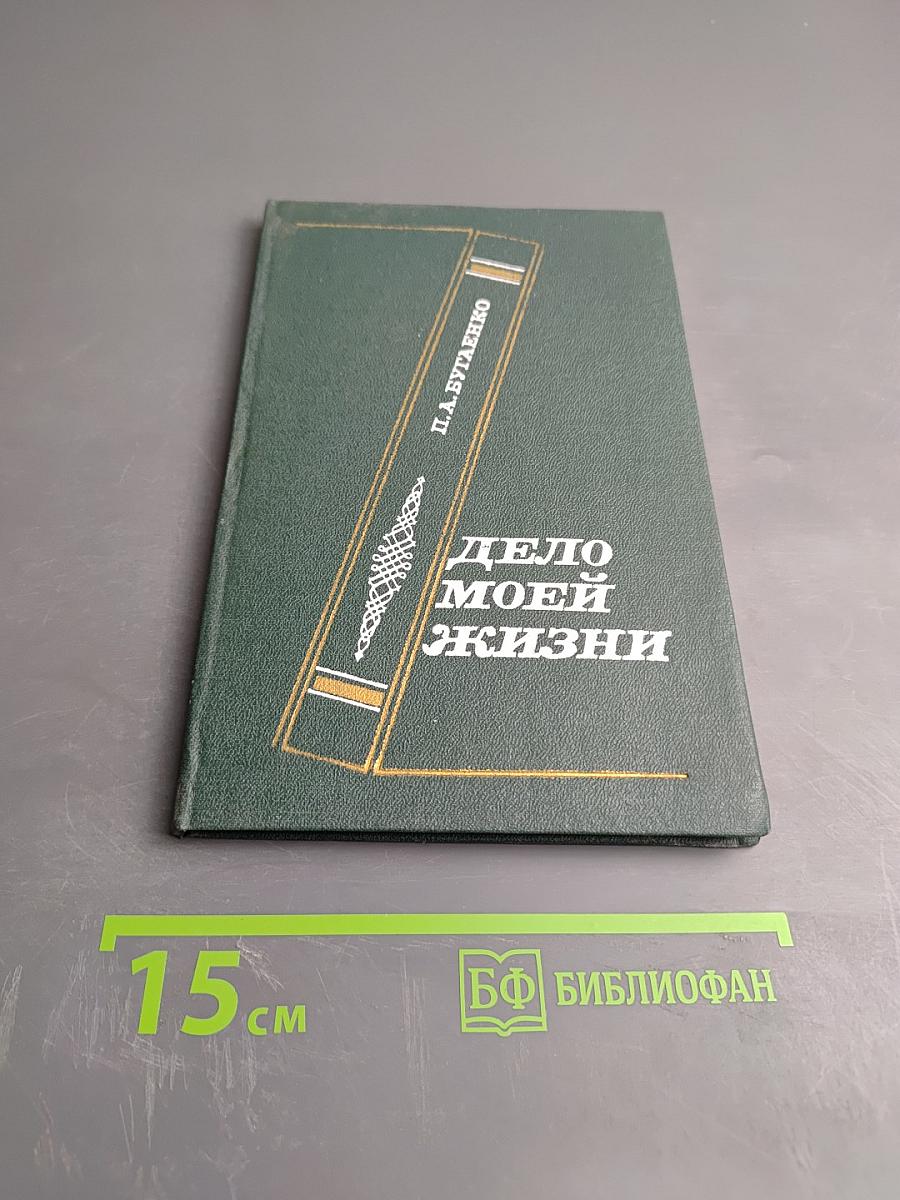 П.А.БУГАЕНКО
ДЕЛО
МОЕЙ
ЖИЗНИ
15 см
БФ БИБЛИОФАН